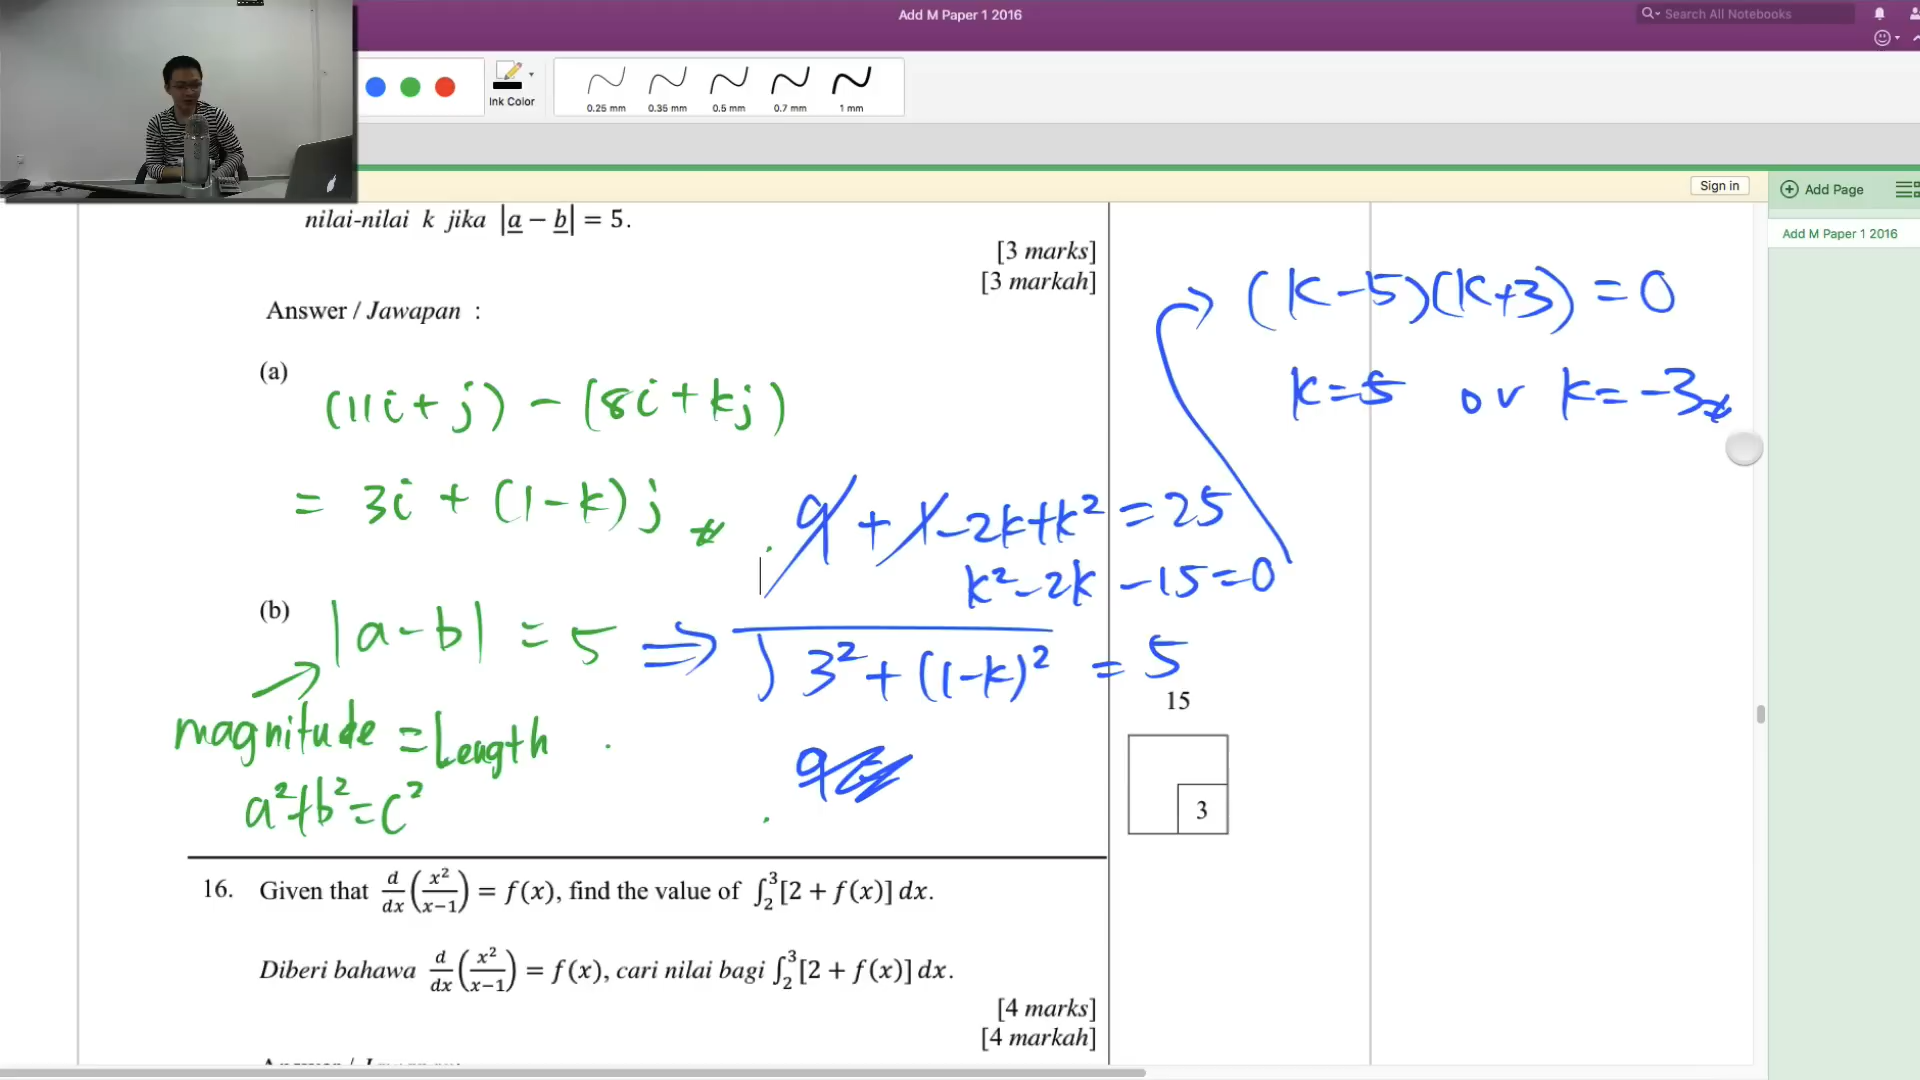 Add M Paper 1 2016
Search All Notebooks
Ink Color
0.25 mm
0.35 mm
0.5 mm
0.7 mm
1 mm
Sign in
Add Page
Add M Paper 1 2016
nilai-nilai k jika |a − b| = 5.
[3 marks]
[3 markah]
Answer / Jawapan :
(a)
(11i + j) - (8i + kj)
= 3i + (1-k)j
(b)
|a-b| = 5 ⇒ √3² + (1-k)² = 5
magnitude = Length
a²+b²=c²
9 + 1 - 2k + k² = 25
k² - 2k - 15 = 0
(k-5)(k+3) = 0
k=5 or k=-3
15
3
16. Given that d/dx (x²/(x−1)) = f(x), find the value of ∫₂³ [2 + f(x)] dx.
Diberi bahawa d/dx (x²/(x−1)) = f(x), cari nilai bagi ∫₂³ [2 + f(x)] dx.
[4 marks]
[4 markah]